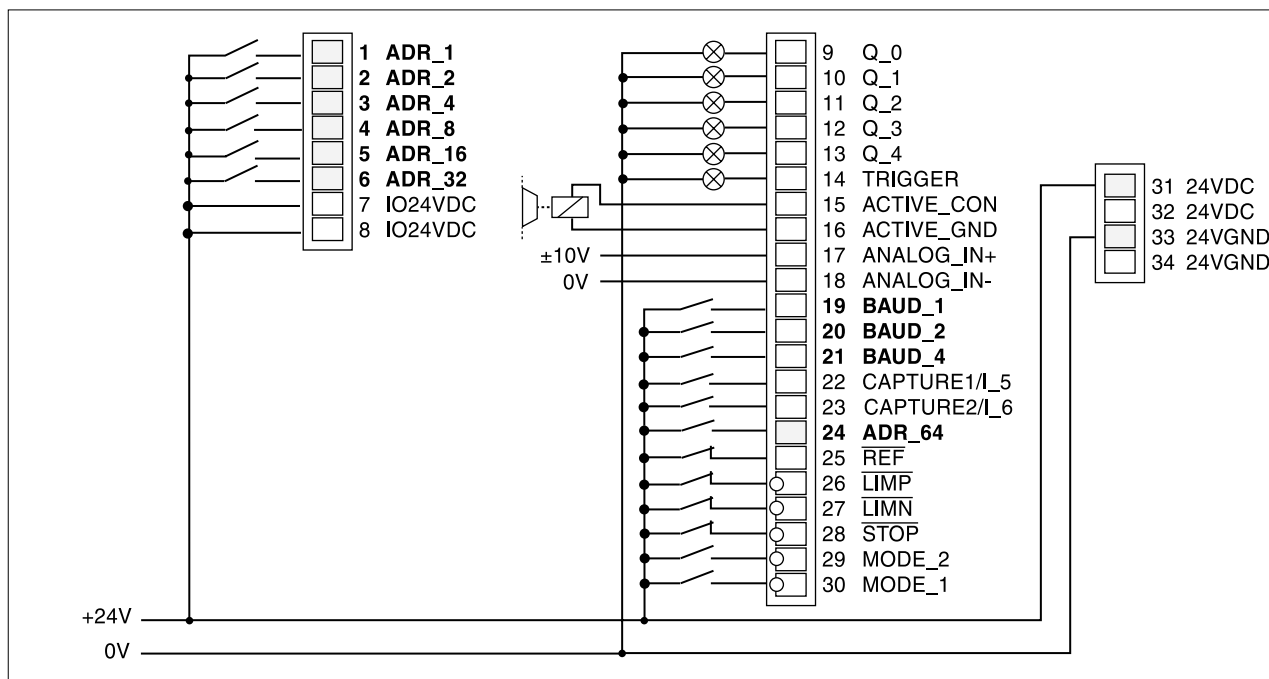 1 ADR_1
2 ADR_2
3 ADR_4
4 ADR_8
5 ADR_16
6 ADR_32
7 IO24VDC
8 IO24VDC
9 Q_0
10 Q_1
11 Q_2
12 Q_3
13 Q_4
14 TRIGGER
15 ACTIVE_CON
16 ACTIVE_GND
±10V 17 ANALOG_IN+
0V 18 ANALOG_IN-
19 BAUD_1
20 BAUD_2
21 BAUD_4
22 CAPTURE1/I_5
23 CAPTURE2/I_6
24 ADR_64
25 REF
26 LIMP
27 LIMN
28 STOP
29 MODE_2
30 MODE_1
31 24VDC
32 24VDC
33 24VGND
34 24VGND
+24V
0V